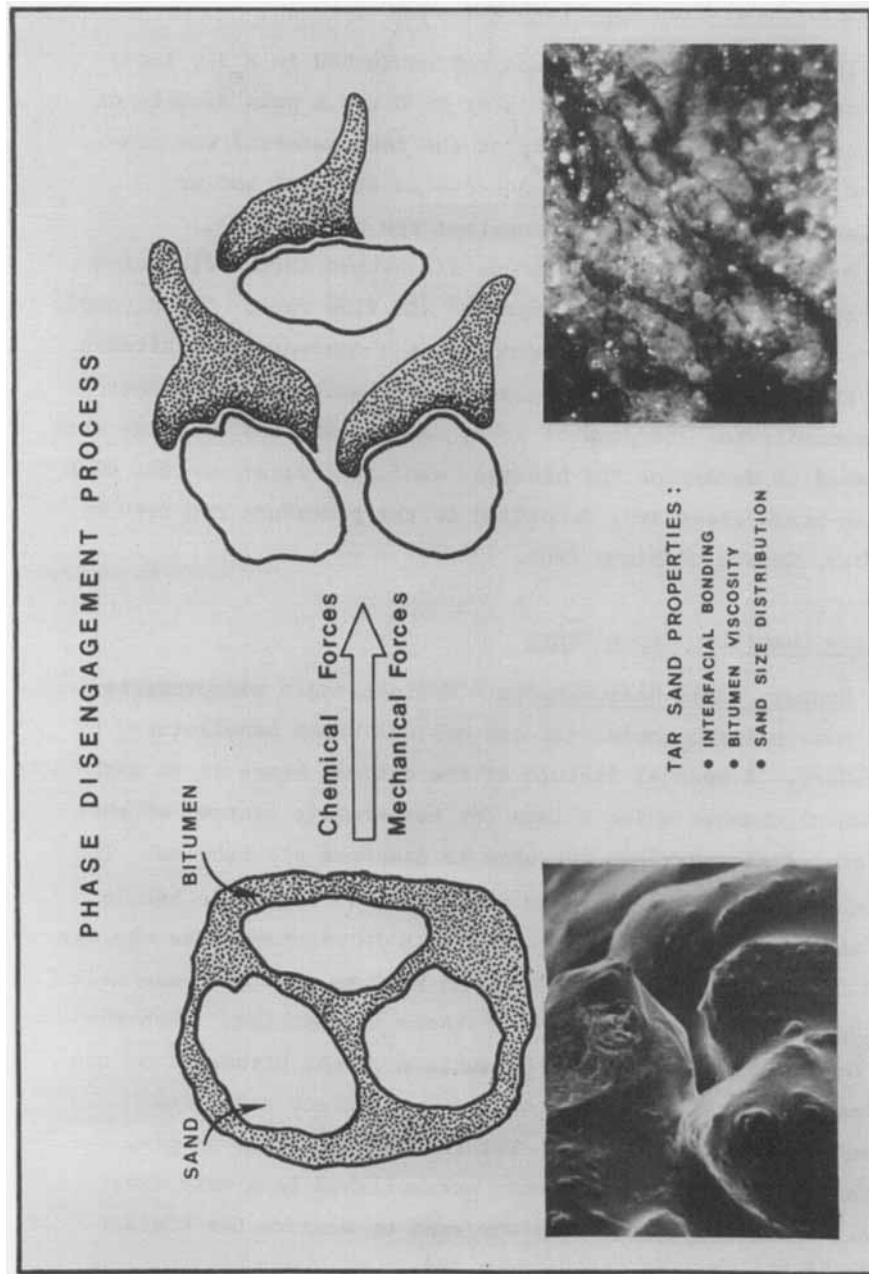 PHASE DISENGAGEMENT PROCESS
SAND
BITUMEN
Chemical Forces
Mechanical Forces
TAR SAND PROPERTIES :
● INTERFACIAL BONDING
● BITUMEN VISCOSITY
● SAND SIZE DISTRIBUTION